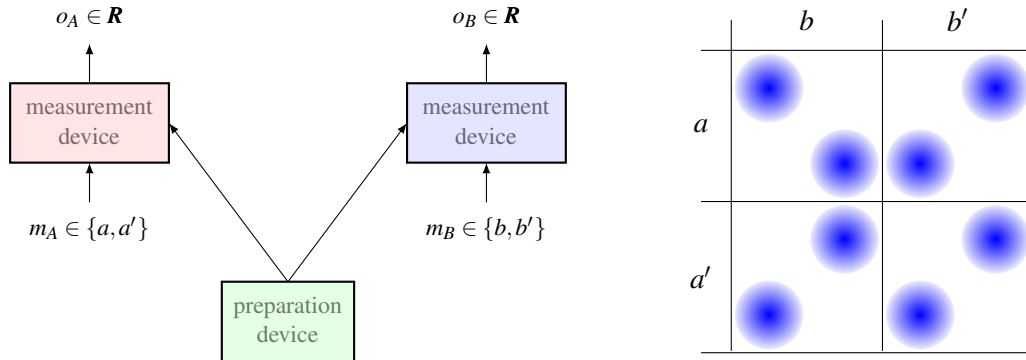 o_A ∈ R
o_B ∈ R
b
b′
measurement
device
measurement
device
a
m_A ∈ {a, a′}
m_B ∈ {b, b′}
a′
preparation
device